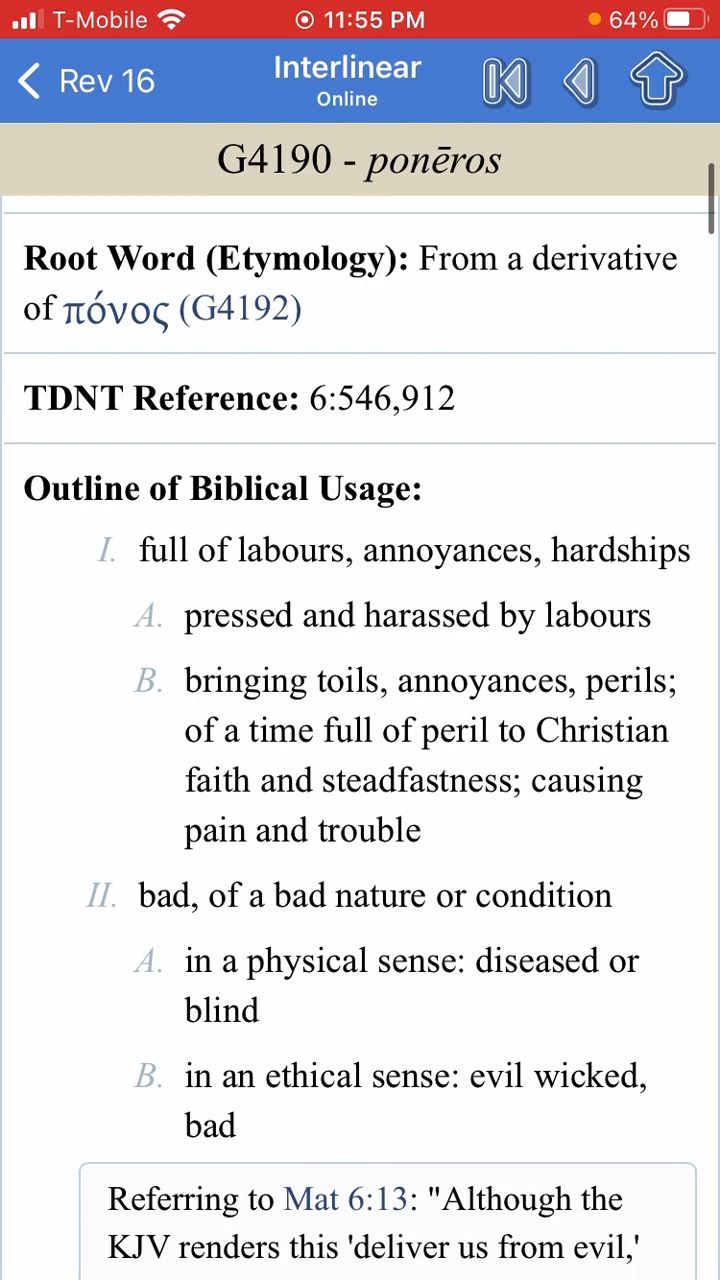 T-Mobile 11:55 PM 64%
Rev 16 Interlinear
Online
G4190 - ponēros
Root Word (Etymology): From a derivative
of πόνος (G4192)
TDNT Reference: 6:546,912
Outline of Biblical Usage:
I. full of labours, annoyances, hardships
A. pressed and harassed by labours
B. bringing toils, annoyances, perils;
of a time full of peril to Christian
faith and steadfastness; causing
pain and trouble
II. bad, of a bad nature or condition
A. in a physical sense: diseased or
blind
B. in an ethical sense: evil wicked,
bad
Referring to Mat 6:13: "Although the
KJV renders this 'deliver us from evil,'